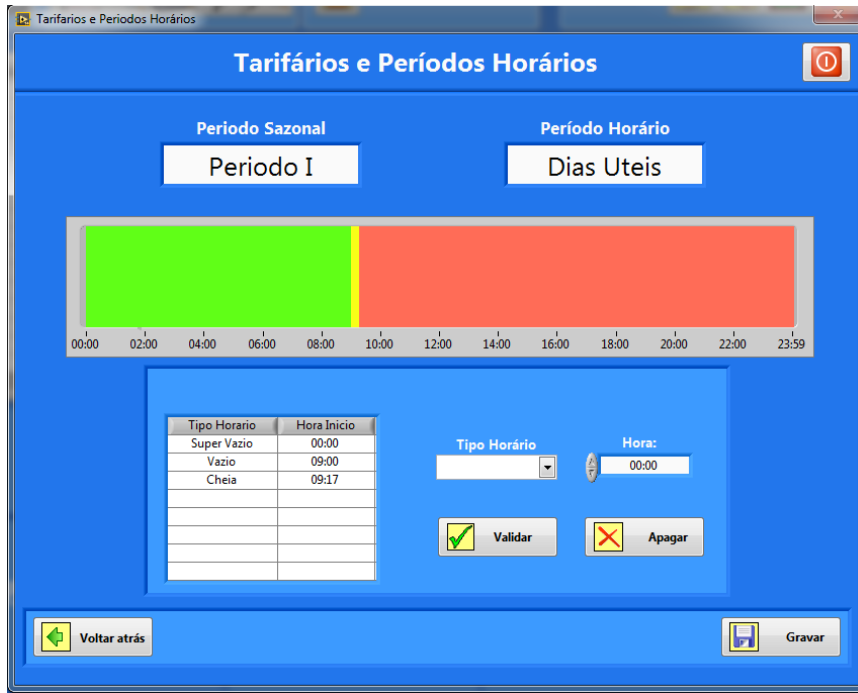 Tarifarios e Periodos Horários
Tarifários e Períodos Horários
Periodo Sazonal Período Horário
Periodo I Dias Uteis
00:00 02:00 04:00 06:00 08:00 10:00 12:00 14:00 16:00 18:00 20:00 22:00 23:59
Tipo Horario Hora Inicio
Super Vazio 00:00
Vazio 09:00
Cheia 09:17
Tipo Horário Hora:
00:00
Validar Apagar
Voltar atrás Gravar